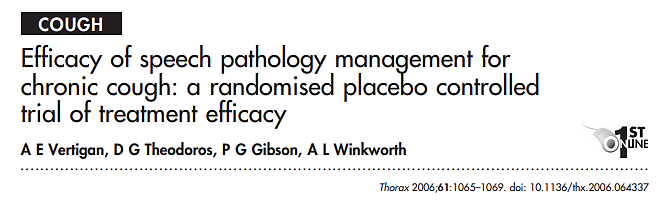 COUGH
Efficacy of speech pathology management for
chronic cough: a randomised placebo controlled
trial of treatment efficacy
A E Vertigan, D G Theodoros, P G Gibson, A L Winkworth
1ST
ONLINE
Thorax 2006;61:1065–1069. doi: 10.1136/thx.2006.064337